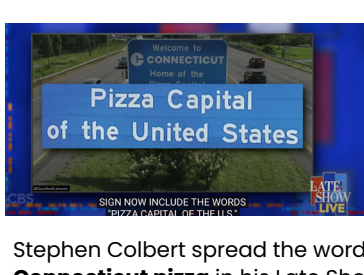 Welcome to
CONNECTICUT
Home of the
Pizza Capital
of the United States
CBS
LATE
SHOW
LIVE
SIGN NOW INCLUDE THE WORDS
"PIZZA CAPITAL OF THE U.S."
Stephen Colbert spread the word
Connecticut pizza in his Late Sho